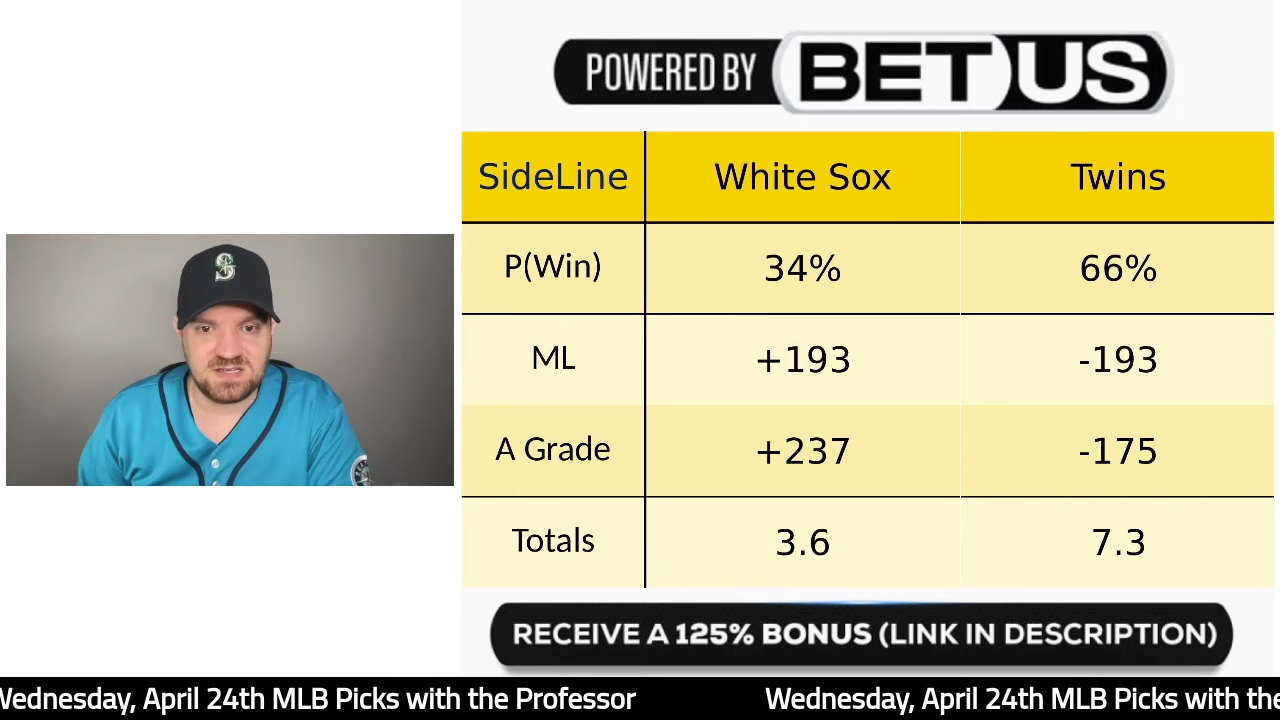 POWERED BY BETUS
SideLine White Sox Twins
P(Win) 34% 66%
ML +193 -193
A Grade +237 -175
Totals 3.6 7.3
RECEIVE A 125% BONUS (LINK IN DESCRIPTION)
Wednesday, April 24th MLB Picks with the Professor Wednesday, April 24th MLB Picks with the
S